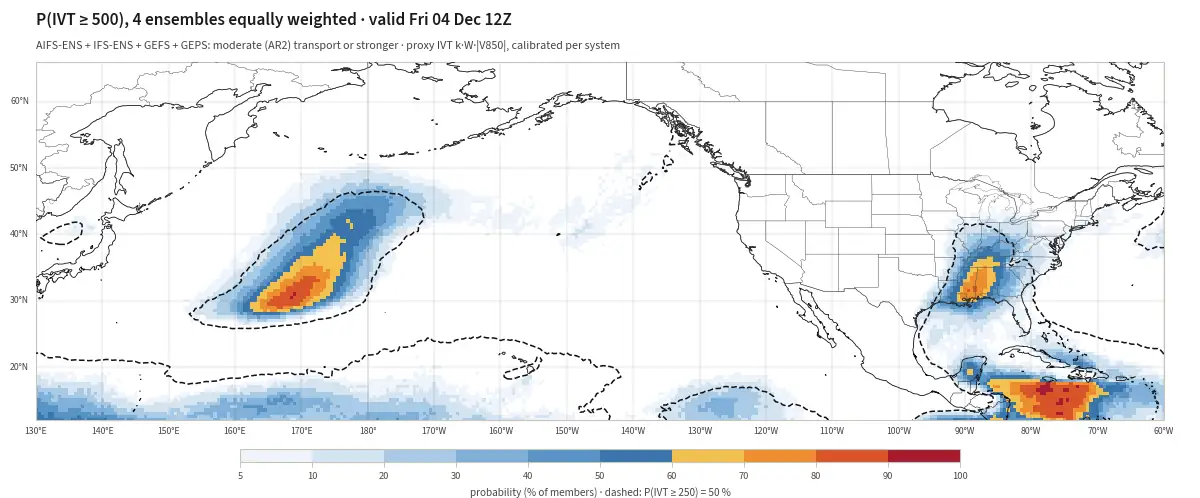 P(IVT ≥ 500), 4 ensembles equally weighted · valid Fri 04 Dec 12Z
AIFS-ENS + IFS-ENS + GEFS + GEPS: moderate (AR2) transport or stronger · proxy IVT k·W·|V850|, calibrated per system
60°N
50°N
40°N
30°N
20°N
130°E 140°E 150°E 160°E 170°E 180° 170°W 160°W 150°W 140°W 130°W 120°W 110°W 100°W 90°W 80°W 70°W 60°W
5 10 20 30 40 50 60 70 80 90 100
probability (% of members) · dashed: P(IVT ≥ 250) = 50 %